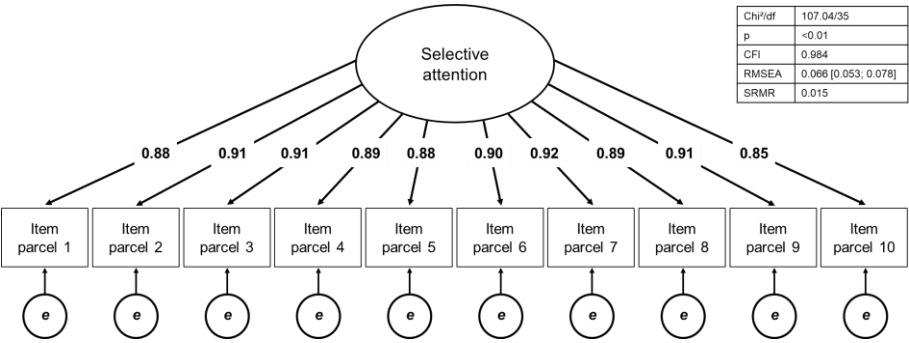 Selective
attention
Chi²/df 107.04/35
p <0.01
CFI 0.984
RMSEA 0.066 [0.053; 0.078]
SRMR 0.015
0.88 0.91 0.91 0.89 0.88 0.90 0.92 0.89 0.91 0.85
Item
parcel 1
Item
parcel 2
Item
parcel 3
Item
parcel 4
Item
parcel 5
Item
parcel 6
Item
parcel 7
Item
parcel 8
Item
parcel 9
Item
parcel 10
e e e e e e e e e e